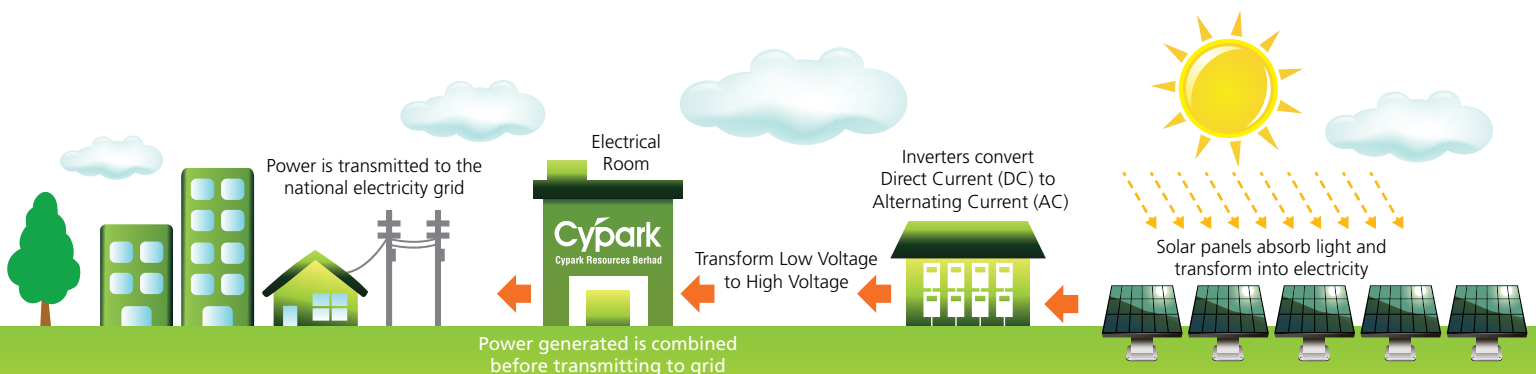 Power is transmitted to the
national electricity grid
Electrical
Room
Cypark
Cypark Resources Berhad
Power generated is combined
before transmitting to grid
Transform Low Voltage
to High Voltage
Inverters convert
Direct Current (DC) to
Alternating Current (AC)
Solar panels absorb light and
transform into electricity